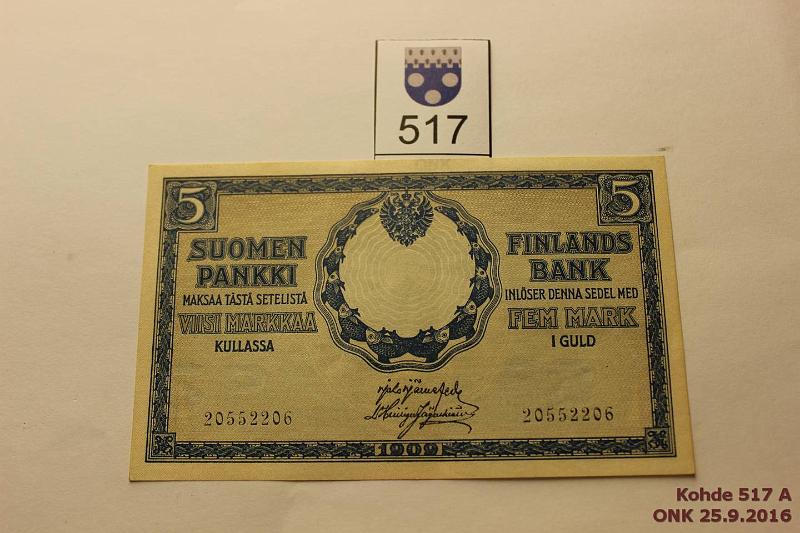 517
ONK
5
5
SUOMEN
PANKKI
MAKSAA TÄSTÄ SETELISTÄ
VIISI MARKKAA
KULLASSA
FINLANDS
BANK
INLÖSER DENNA SEDEL MED
FEM MARK
I GULD
20552206
20552206
1909
Kohde 517 A
ONK 25.9.2016